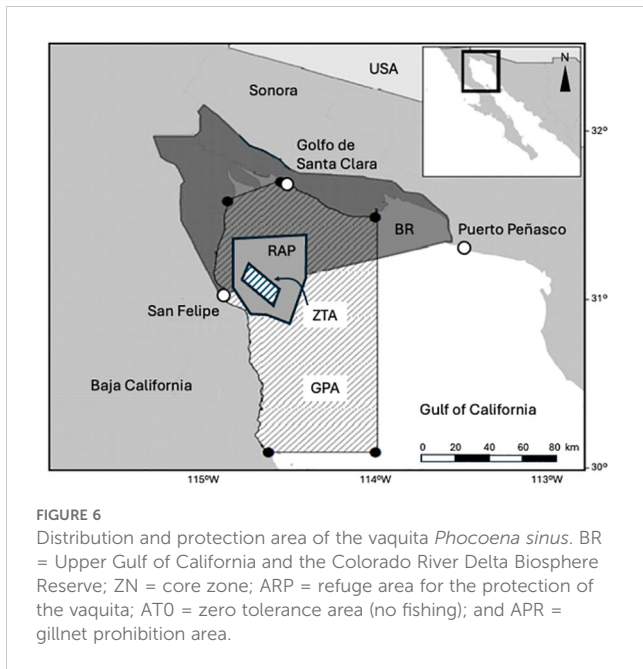 USA
N
Sonora
32°
Golfo de
Santa Clara
BR
Puerto Peñasco
RAP
31°
San Felipe
ZTA
GPA
Baja California
Gulf of California
0 20 40 60 80 km
30°
115°W 114°W 113°W
FIGURE 6
Distribution and protection area of the vaquita Phocoena sinus. BR
= Upper Gulf of California and the Colorado River Delta Biosphere
Reserve; ZN = core zone; ARP = refuge area for the protection of
the vaquita; AT0 = zero tolerance area (no fishing); and APR =
gillnet prohibition area.